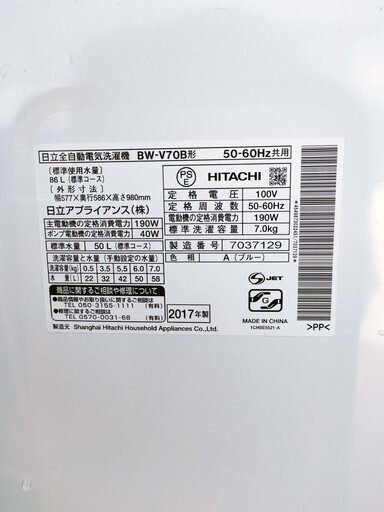 日立全自動電気洗濯機 BW-V70B形 50-60Hz共用
[標準使用水量]
86L（標準コース）
[外形寸法]
幅577×奥行586×高さ980mm
日立アプライアンス(株)
主電動機の定格消費電力 190W
ポンプ電動機の定格消費電力 40W
標準水量 50L（標準コース）
PS
E
HITACHI
定格電圧 100V
定格周波数 50-60Hz
電動機の定格消費電力 190W
標準洗濯容量 7.0kg
製造番号 7037129
色相 A（ブルー）
洗濯容量と水量（手動設定の水量）
洗濯容量(kg) 0.5 3.5 5.5 6.0 7.0
水量(L) 22 32 42 50 58
商品に関するご相談や修理について
商品に関するお取り扱いのご相談
TEL 050-3155-1111
修理に関するご相談
TEL 0570-0031-68（有料）
製造元 Shanghai Hitachi Household Appliances Co.,Ltd.
2017年製
S-JET
G
MADE IN CHINA
1CH6E5521-A
>PP<